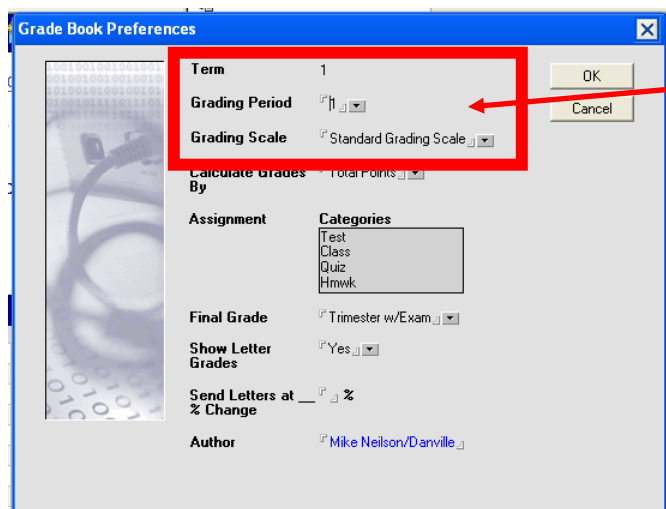 Grade Book Preferences
Term 1
OK
Grading Period 1
Cancel
Grading Scale Standard Grading Scale
Calculate Grades By Total Points
Assignment Categories
Test
Class
Quiz
Hmwk
Final Grade Trimester w/Exam
Show Letter Grades Yes
Send Letters at __ % Change %
Author Mike Neilson/Danville